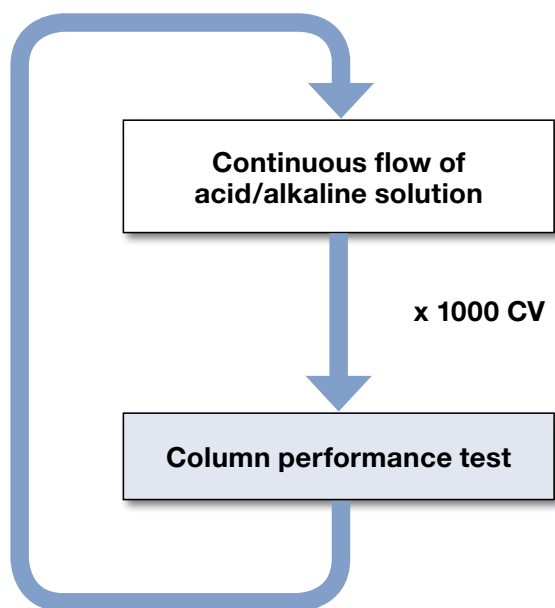 Continuous flow of
acid/alkaline solution
x 1000 CV
Column performance test